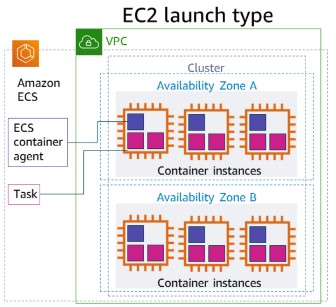 EC2 launch type
VPC
Amazon
ECS
Cluster
Availability Zone A
ECS
container
agent
Task
Container instances
Availability Zone B
Container instances